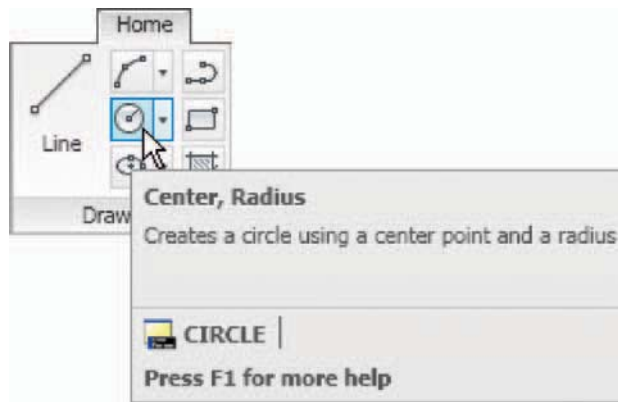 Home
Line
Draw
Center, Radius
Creates a circle using a center point and a radius
CIRCLE
Press F1 for more help